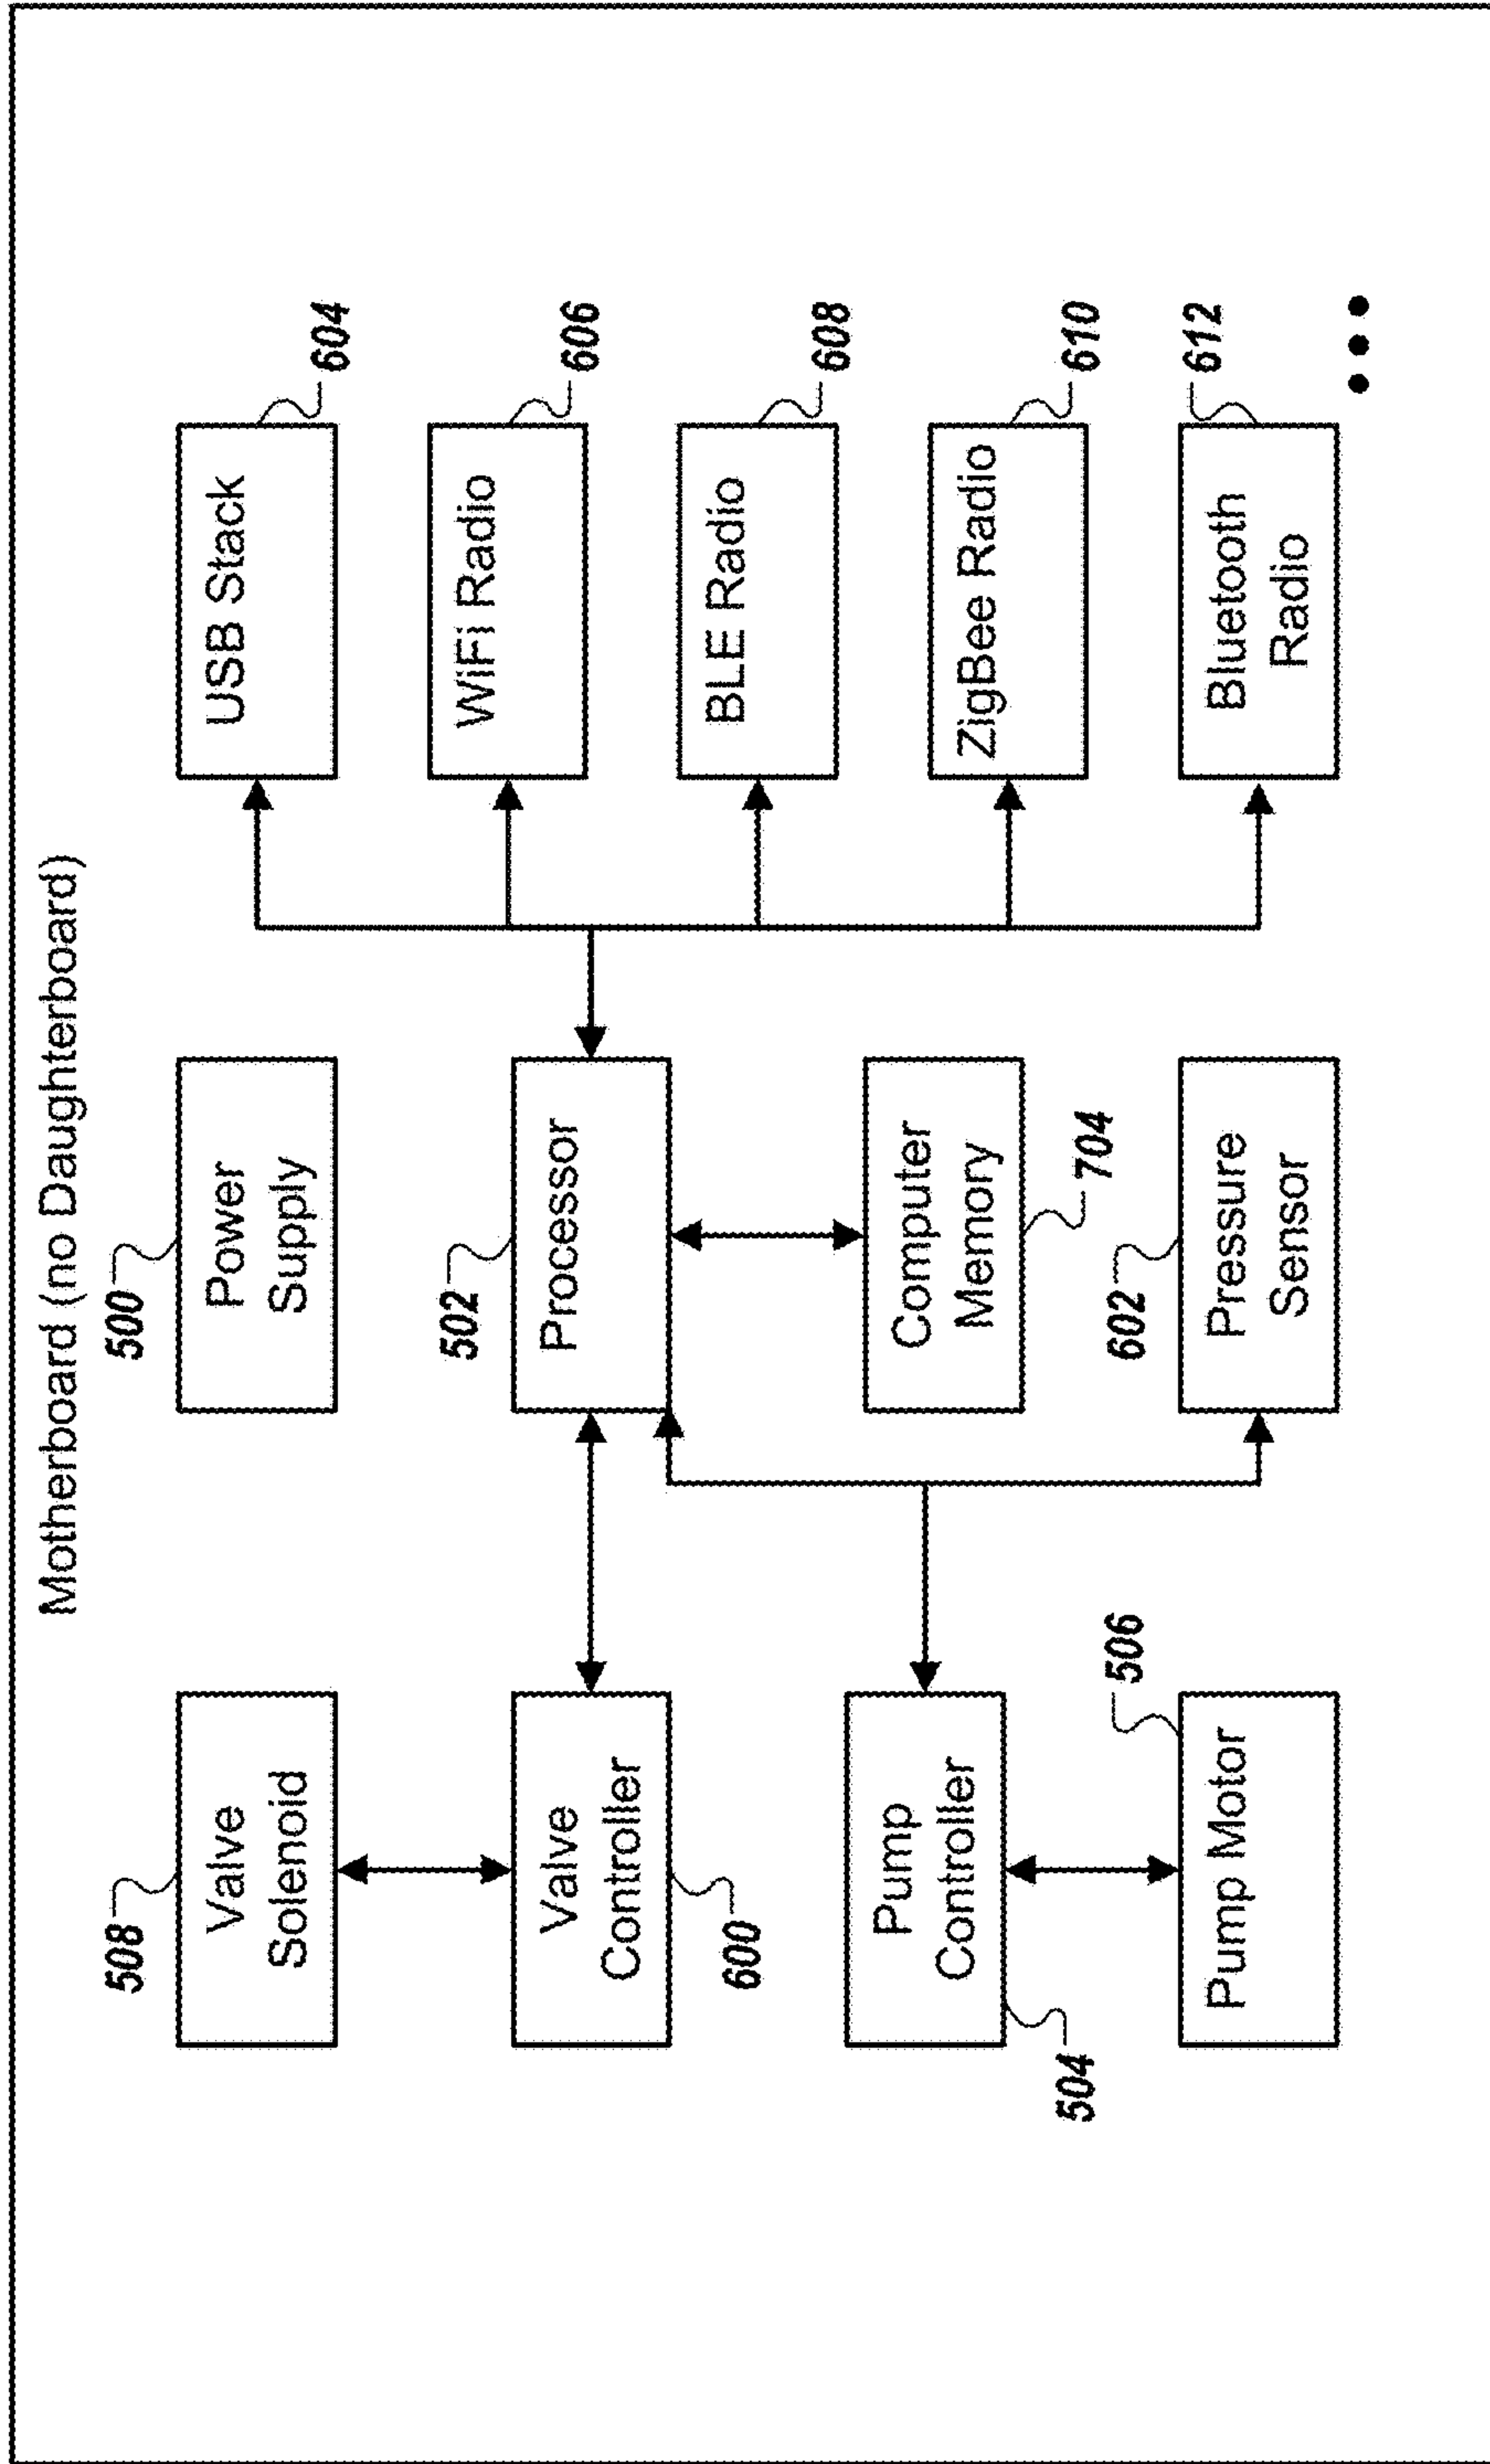 Motherboard (no Daughterboard)
508
Valve
Solenoid
500
Power
Supply
USB Stack
604
Valve
Controller
600
502
Processor
WiFi Radio
606
BLE Radio
608
Pump
Controller
504
Computer
Memory
704
ZigBee Radio
610
506
Pump Motor
602
Pressure
Sensor
612
Bluetooth
Radio